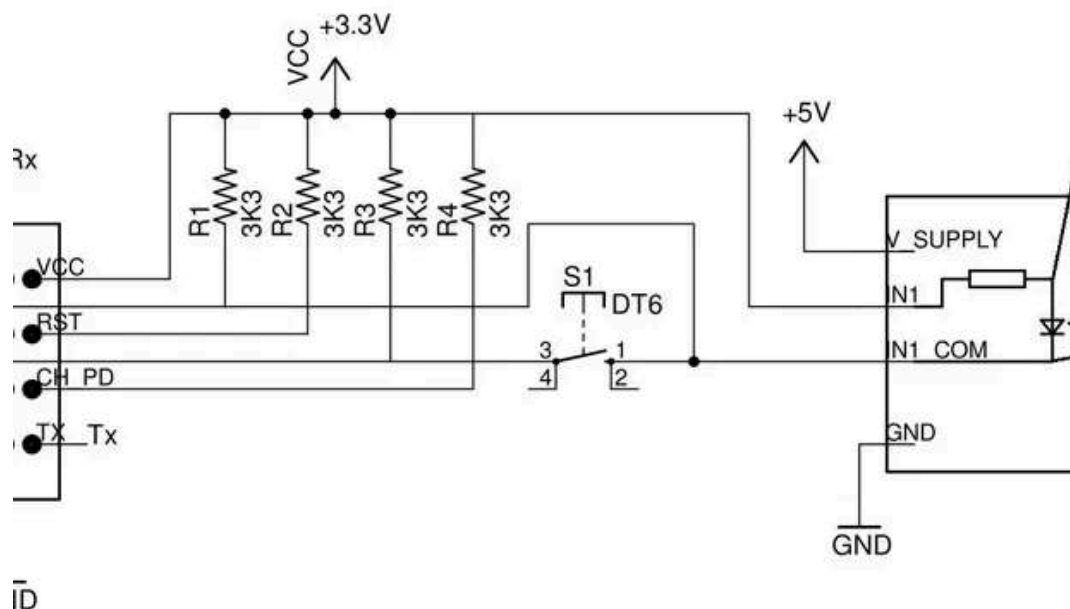 +3.3V
VCC
+5V
Rx
R1
3K3
R2
3K3
R3
3K3
R4
3K3
V_SUPPLY
VCC
S1
DT6
IN1
RST
3
1
IN1_COM
4
2
CH_PD
TX
Tx
GND
GND
ID